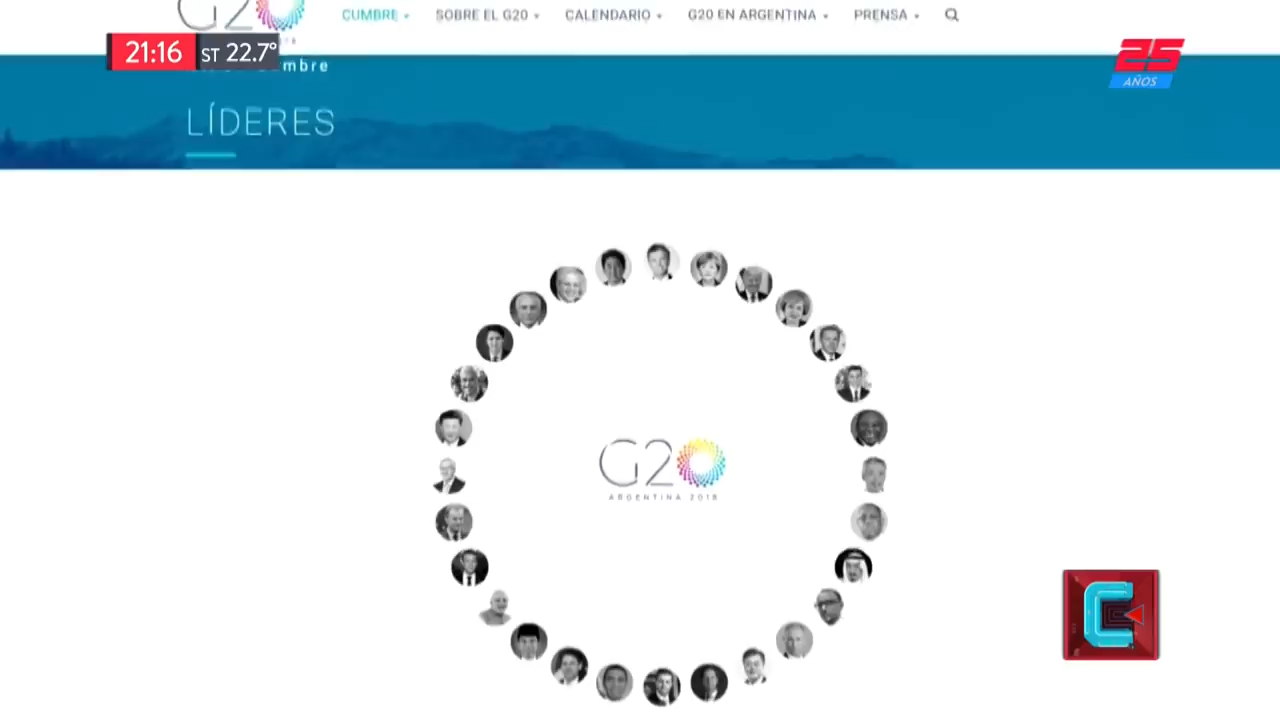 G20
CUMBRE SOBRE EL G20 CALENDARIO G20 EN ARGENTINA PRENSA
21:16 ST 22.7°
mbre
25
AÑOS
LÍDERES
G20
ARGENTINA 2018
C